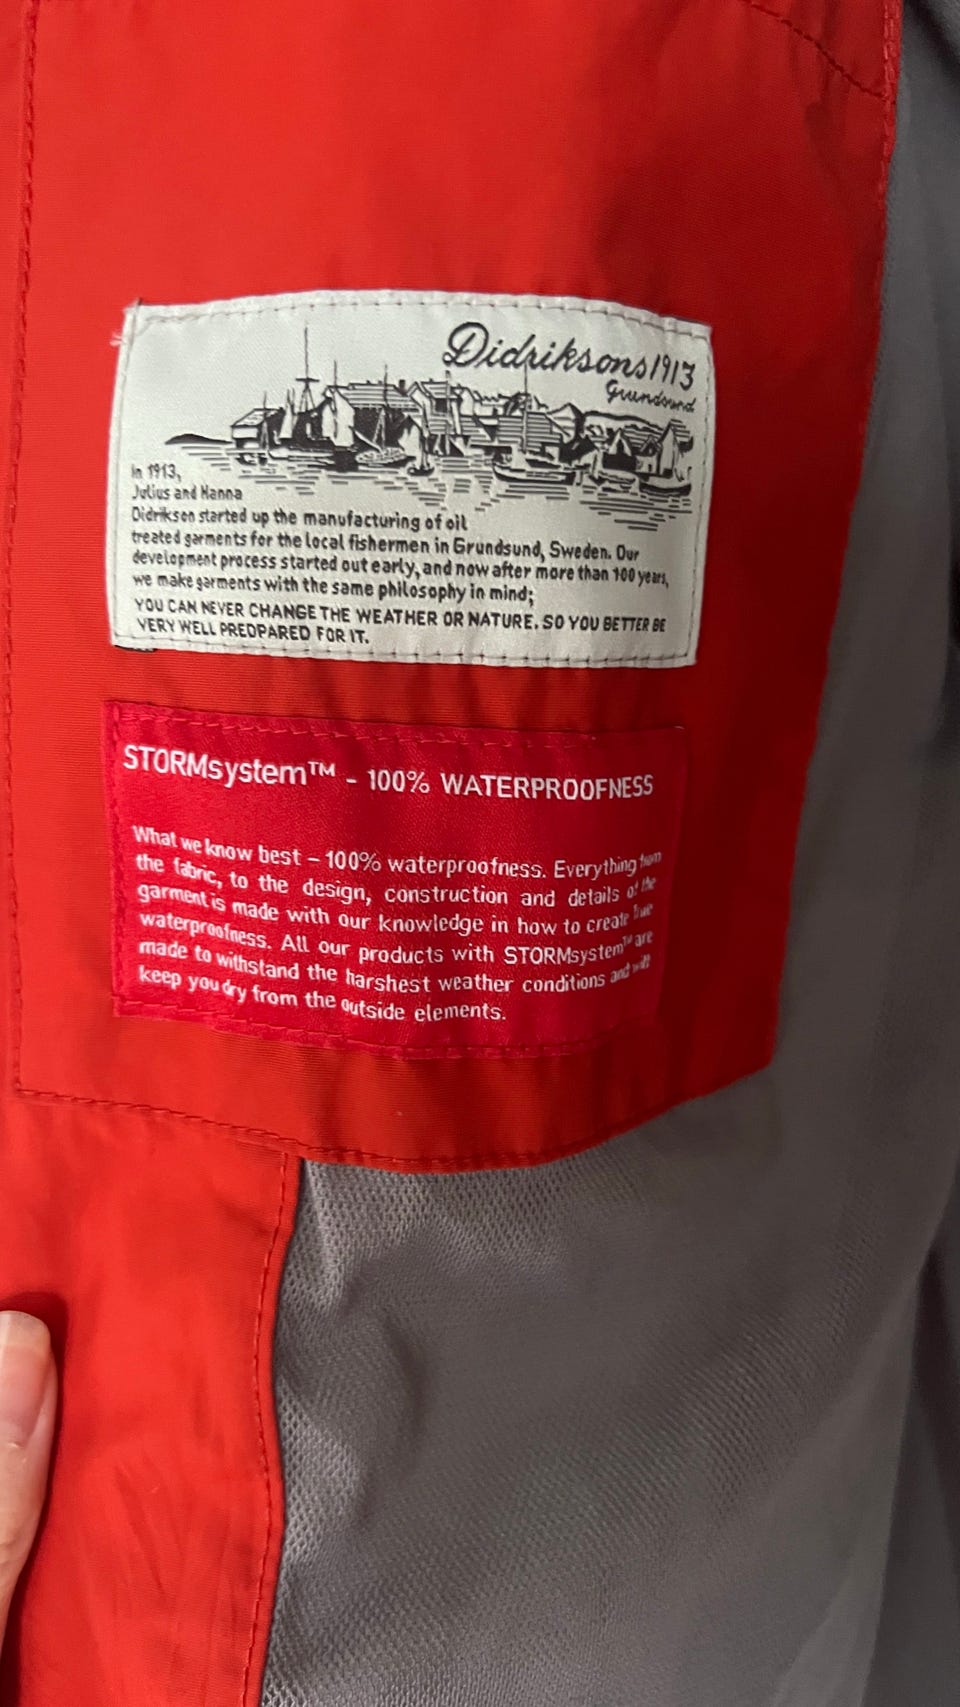 Didriksons1913
Grundsund
In 1913,
Julius and Hanna
Didrikson started up the manufacturing of oil
treated garments for the local fishermen in Grundsund, Sweden. Our
development process started out early, and now after more than 100 years,
we make garments with the same philosophy in mind;
YOU CAN NEVER CHANGE THE WEATHER OR NATURE. SO YOU BETTER BE
VERY WELL PREDPARED FOR IT.
STORMsystem™ - 100% WATERPROOFNESS
What we know best – 100% waterproofness. Everything from
the fabric, to the design, construction and details of the
garment is made with our knowledge in how to create true
waterproofness. All our products with STORMsystem™ are
made to withstand the harshest weather conditions and will
keep you dry from the outside elements.